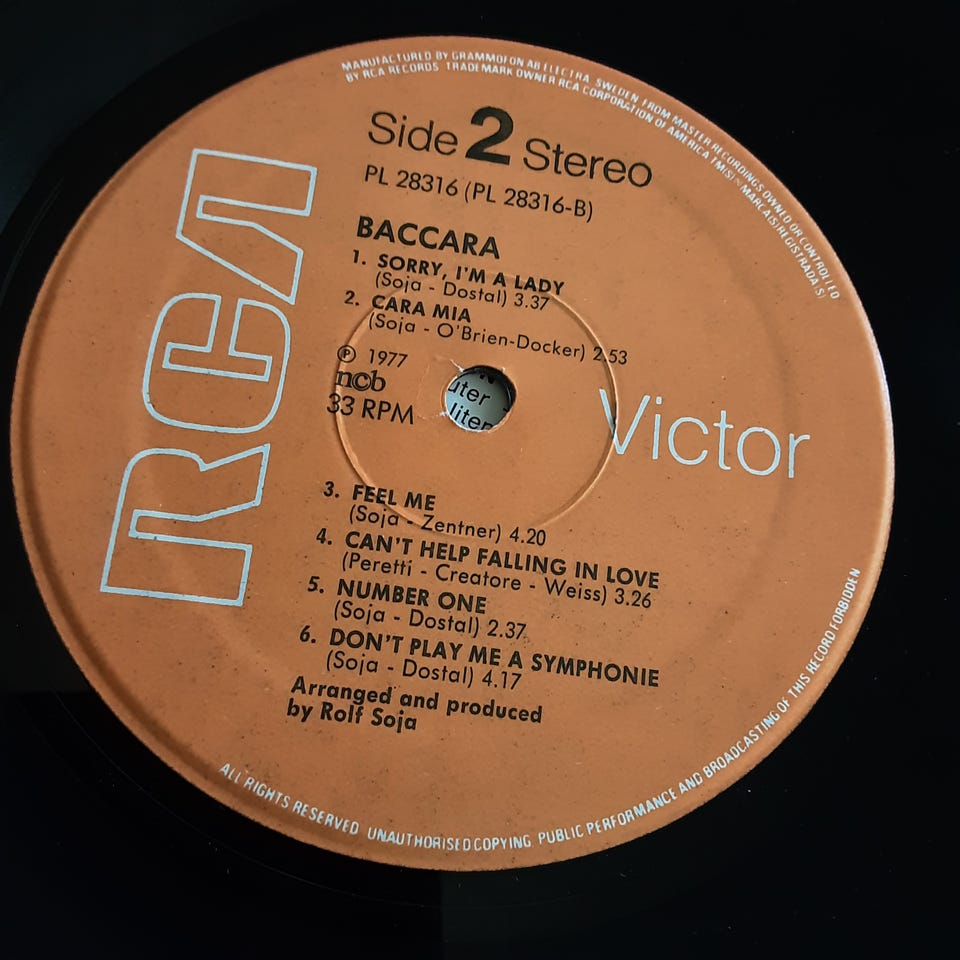 MANUFACTURED BY GRAMMOFON AB ELECTRA, SWEDEN FROM MASTER RECORDINGS OWNED OR CONTROLLED
BY RCA RECORDS TRADEMARK OWNER RCA CORPORATION OF AMERICA TM(S) MARCA(S) REGISTRADA(S)
Side 2 Stereo
PL 28316 (PL 28316-B)
RCA
BACCARA
1. SORRY, I'M A LADY
(Soja - Dostal) 3.37
2. CARA MIA
(Soja - O'Brien-Docker) 2.53
℗ 1977
ncb
33 RPM
uter
liten
Victor
3. FEEL ME
(Soja - Zentner) 4.20
4. CAN'T HELP FALLING IN LOVE
(Peretti - Creatore - Weiss) 3.26
5. NUMBER ONE
(Soja - Dostal) 2.37
6. DON'T PLAY ME A SYMPHONIE
(Soja - Dostal) 4.17
Arranged and produced
by Rolf Soja
ALL RIGHTS RESERVED UNAUTHORISED COPYING PUBLIC PERFORMANCE AND BROADCASTING OF THIS RECORD FORBIDDEN